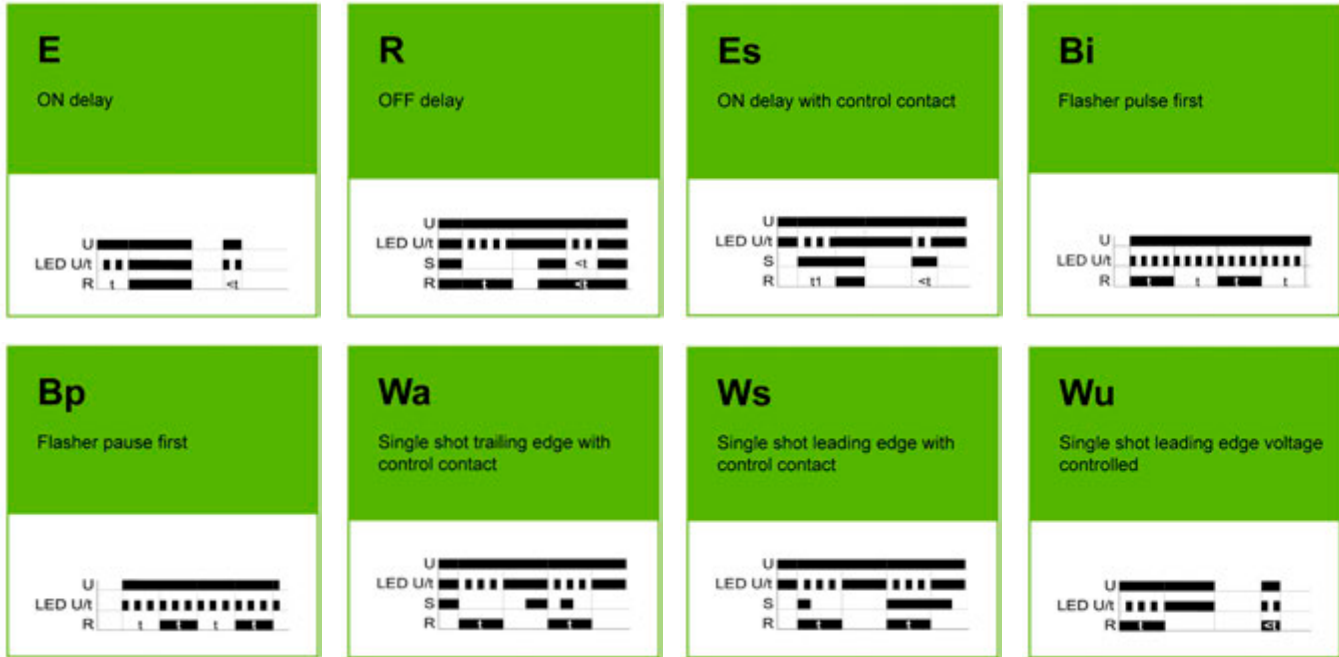 E
ON delay
U
LED U/t
R t <t
R
OFF delay
U
LED U/t
S <t
R t <t
Es
ON delay with control contact
U
LED U/t
S
R t1 <t
Bi
Flasher pulse first
U
LED U/t
R t t t t
Bp
Flasher pause first
U
LED U/t
R t t t t
Wa
Single shot trailing edge with
control contact
U
LED U/t
S
R t t
Ws
Single shot leading edge with
control contact
U
LED U/t
S
R t t
Wu
Single shot leading edge voltage
controlled
U
LED U/t
R t <t